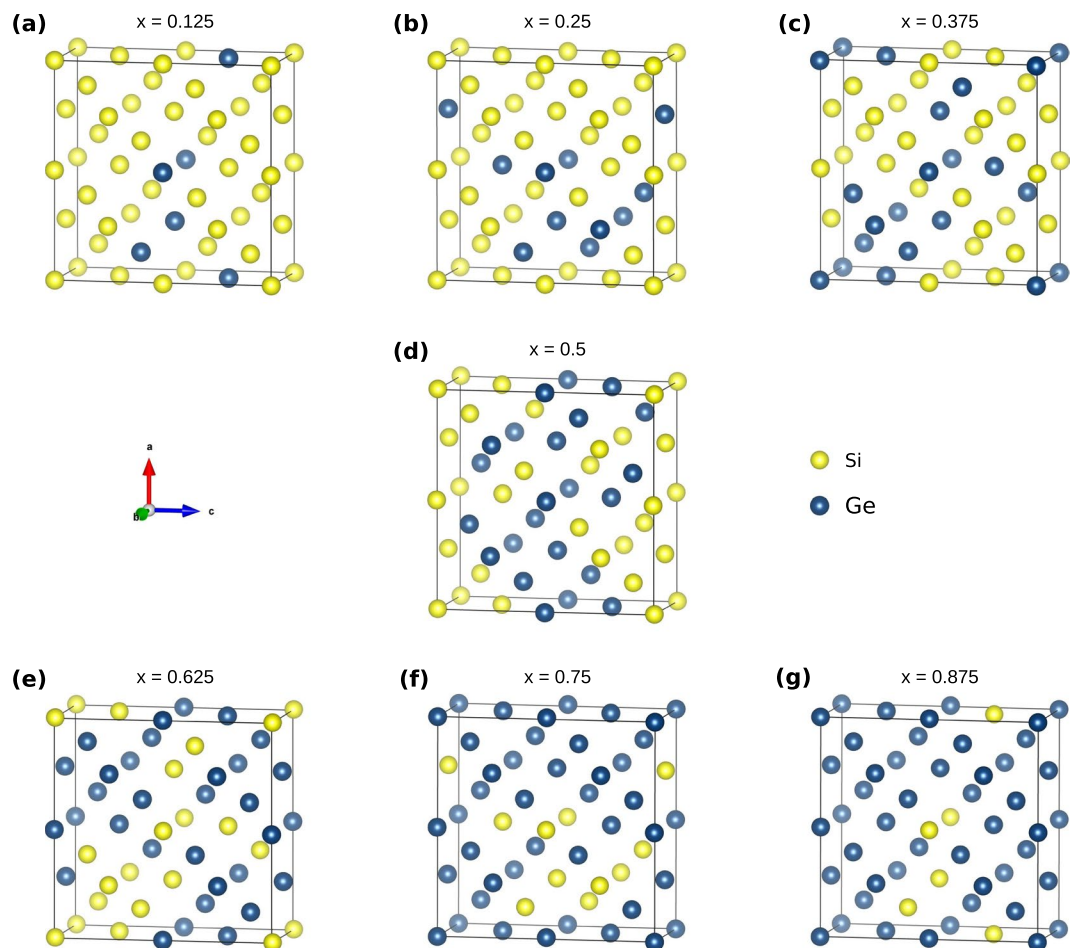 (a) x = 0.125
(b) x = 0.25
(c) x = 0.375
(d) x = 0.5
a
b
c
Si
Ge
(e) x = 0.625
(f) x = 0.75
(g) x = 0.875